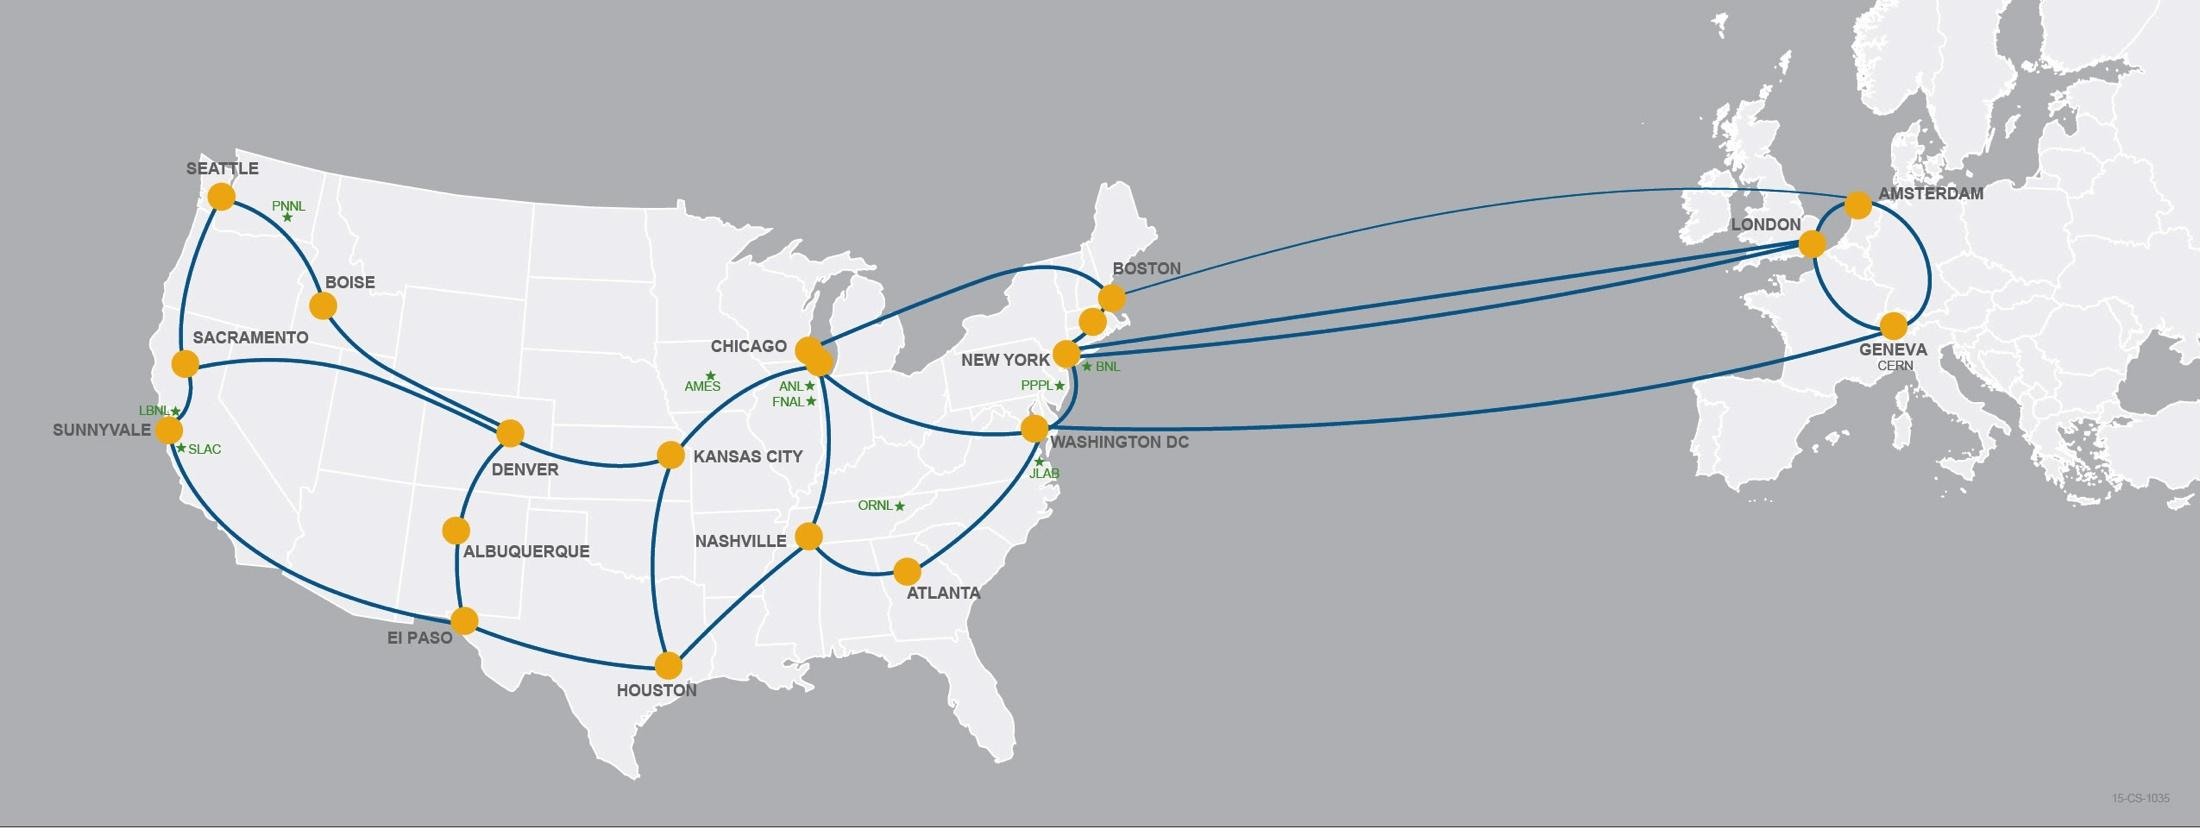 SEATTLE
PNNL
BOISE
SACRAMENTO
LBNL
SUNNYVALE
SLAC
DENVER
ALBUQUERQUE
El PASO
HOUSTON
KANSAS CITY
AMES
CHICAGO
ANL
FNAL
NASHVILLE
ORNL
ATLANTA
BOSTON
NEW YORK
BNL
PPPL
WASHINGTON DC
JLAB
AMSTERDAM
LONDON
GENEVA
CERN
15-CS-1035